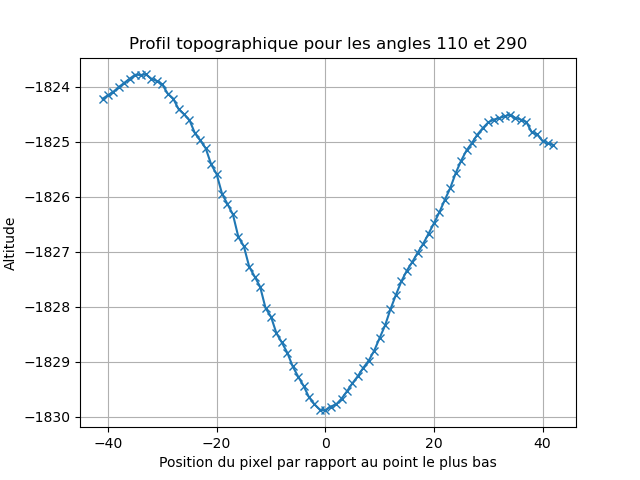 Profil topographique pour les angles 110 et 290
−1824
−1825
−1826
−1827
−1828
−1829
−1830
Altitude
−40 −20 0 20 40
Position du pixel par rapport au point le plus bas